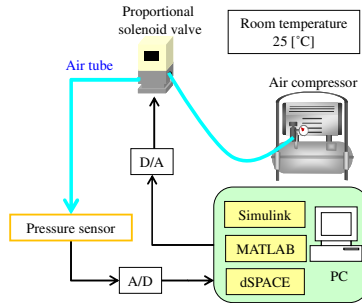 Proportional
solenoid valve
Room temperature
25 [˚C]
Air tube
Air compressor
D/A
Simulink
Pressure sensor
MATLAB
A/D
dSPACE
PC